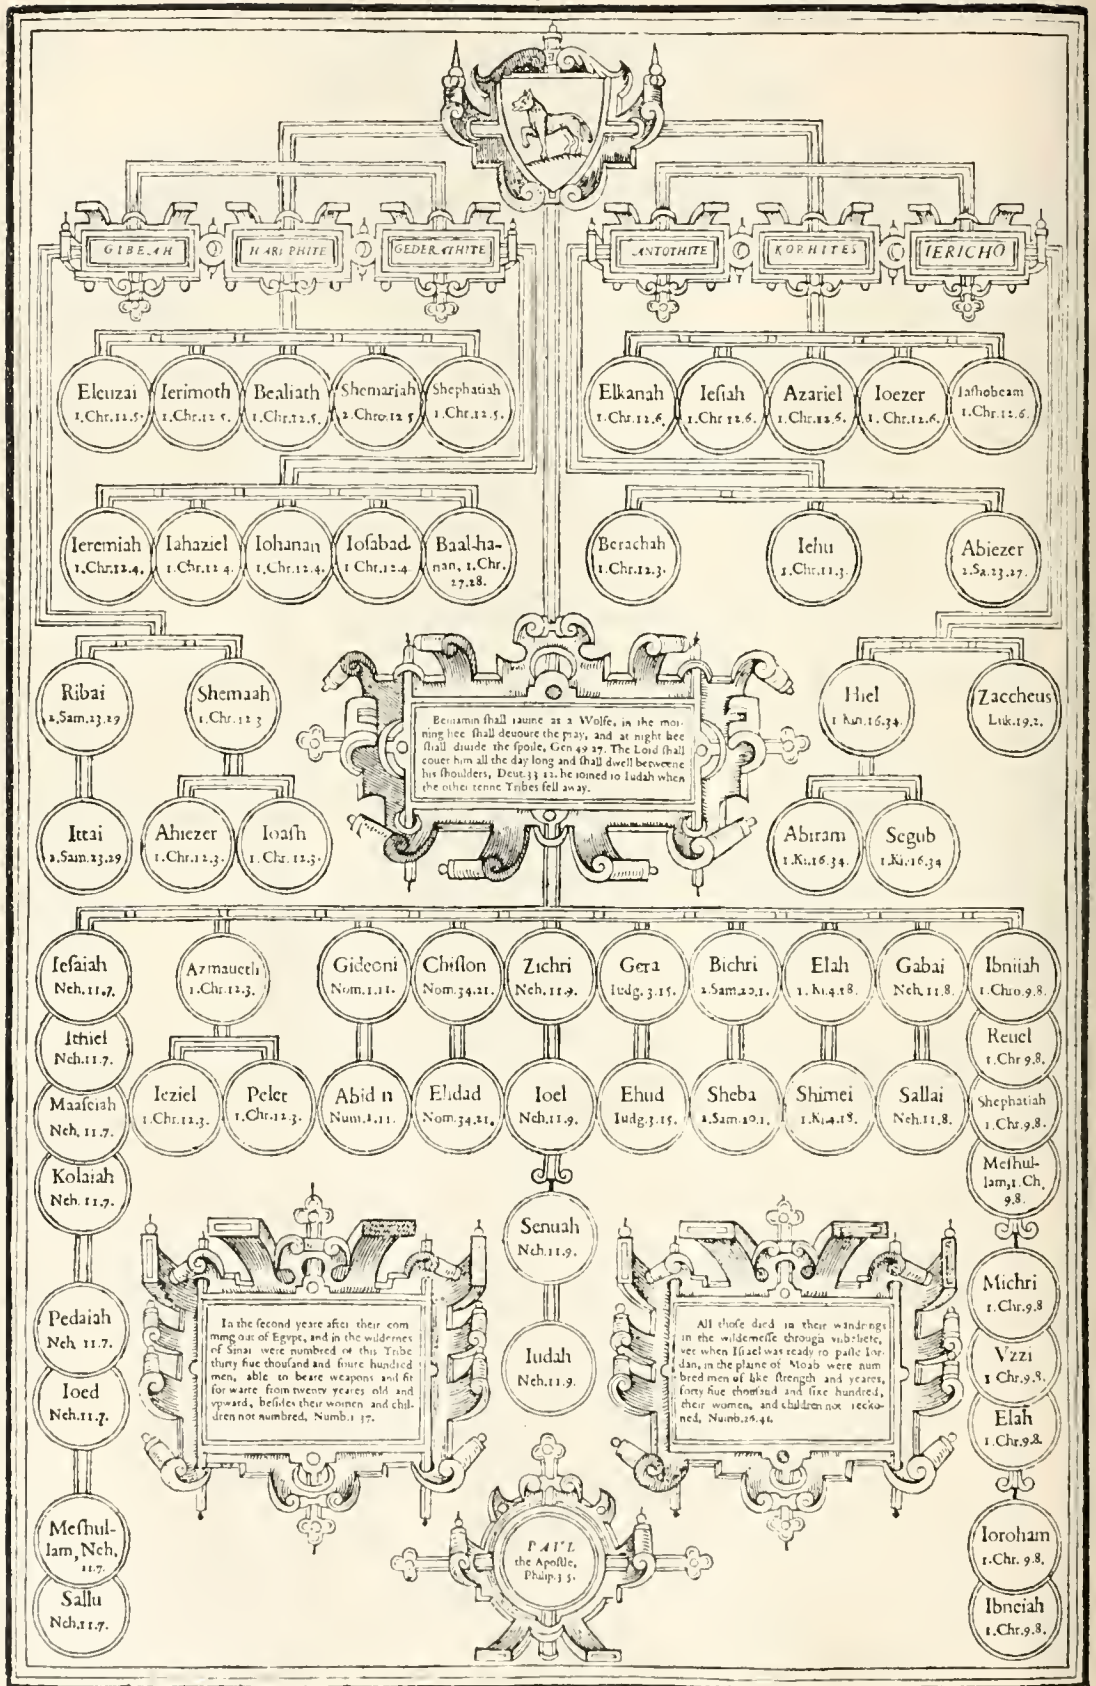 GIBEAH
HARIPHITE
GEDERATHITE
ANTOTHITE
KORHITES
IERICHO
Eleuzai
1.Chr.12.5.
Ierimoth
1.Chr.12 5.
Bealiath
1.Chr.12.5.
Shemariah
2.Chro.12 5
Shephatiah
1.Chr.12.5.
Elkanah
1.Chr.12.6.
Iesiah
1.Chr 12.6.
Azariel
1.Chr.12.6.
Ioezer
1.Chr.12.6.
Iaſhobeam
1.Chr.12.6.
Ieremiah
1.Chr.12.4.
Iahaziel
1.Chr.12 4.
Iohanan
1.Chr.12.4.
Ioſabad
1 Chr.12.4
Baal-ha-
nan, 1.Chr.
27.28.
Berachah
1.Chr.12.3.
Iehu
1.Chr.12.3.
Abiezer
2.Sa.23.27.
Ribai
2.Sam.23.29
Shemaah
1.Chr.12 3
Hiel
1 Kin.16.34.
Zaccheus
Luk.19.2.
Beniamin ſhall rauine as a Wolfe, in the mor-
ning hee ſhall deuoure the pray, and at night hee
ſhall diuide the ſpoile, Gen 49 27. The Lord ſhall
couer him all the day long and ſhall dwell betweene
his ſhoulders, Deut.33 12. he ioined to Iudah when
the other tenne Tribes fell away.
Ittai
2.Sam.23.29
Ahiezer
1.Chr.12.3.
Ioaſh
1.Chr.12.3.
Abiram
1.Ki.16.34.
Segub
1.Ki.16.34
Ieſaiah
Neh.11.7.
Azmaueth
1.Chr.12.3.
Gideoni
Nom.1.11.
Chiſlon
Nom.34.21.
Zichri
Neh.11.9.
Gera
Iudg.3.15.
Bichri
2.Sam.20.1.
Elah
1.Ki.4.18.
Gabai
Neh.11.8.
Ibniiah
1.Chro.9.8.
Ithiel
Neh.11.7.
Reuel
1.Chr 9.8.
Maaſeiah
Neh, 11.7.
Ieziel
1.Chr.12.3.
Pelet
1.Chr.12.3.
Abid n
Num.1.11.
Elidad
Nom.34.21.
Ioel
Neh.11.9.
Ehud
Iudg.3.15.
Sheba
2.Sam.20.1.
Shimei
1.Ki.4.18.
Sallai
Neh.11.8.
Shephatiah
1.Chr.9.8.
Kolaiah
Neh.11.7.
Meſhul-
lam,1.Ch.
9.8.
Senuah
Neh.11.9.
Michri
1.Chr.9.8
Pedaiah
Neh.11.7.
In the ſecond yeare after their com
ming out of Egypt, and in the wildernes
of Sinai were numbred of this Tribe
thirty fiue thouſand and foure hundred
men, able to beare weapons and fit
for warre from twenty yeares old and
vpward, beſides their women and chil-
dren not numbred, Numb.1 37.
Iudah
Neh.11.9.
All thoſe died in their wandrings
in the wilderneſſe through vnbeliefe,
yer when Iſrael was ready to paſſe Ior-
dan, in the plaine of Moab were num
bred men of like ſtrength and yeares,
forty fiue thouſand and ſixe hundred,
their women, and children not recko-
ned, Numb.26.41.
Vzzi
1 Chr.9.8.
Ioed
Neh.11.7.
Elah
1.Chr.9.8.
Meſhul-
lam, Neh,
11.7.
PAUL
the Apoſtle,
Philip.3 5.
Ioroham
1.Chr. 9.8.
Sallu
Neh.11.7.
Ibneiah
1.Chr.9.8.